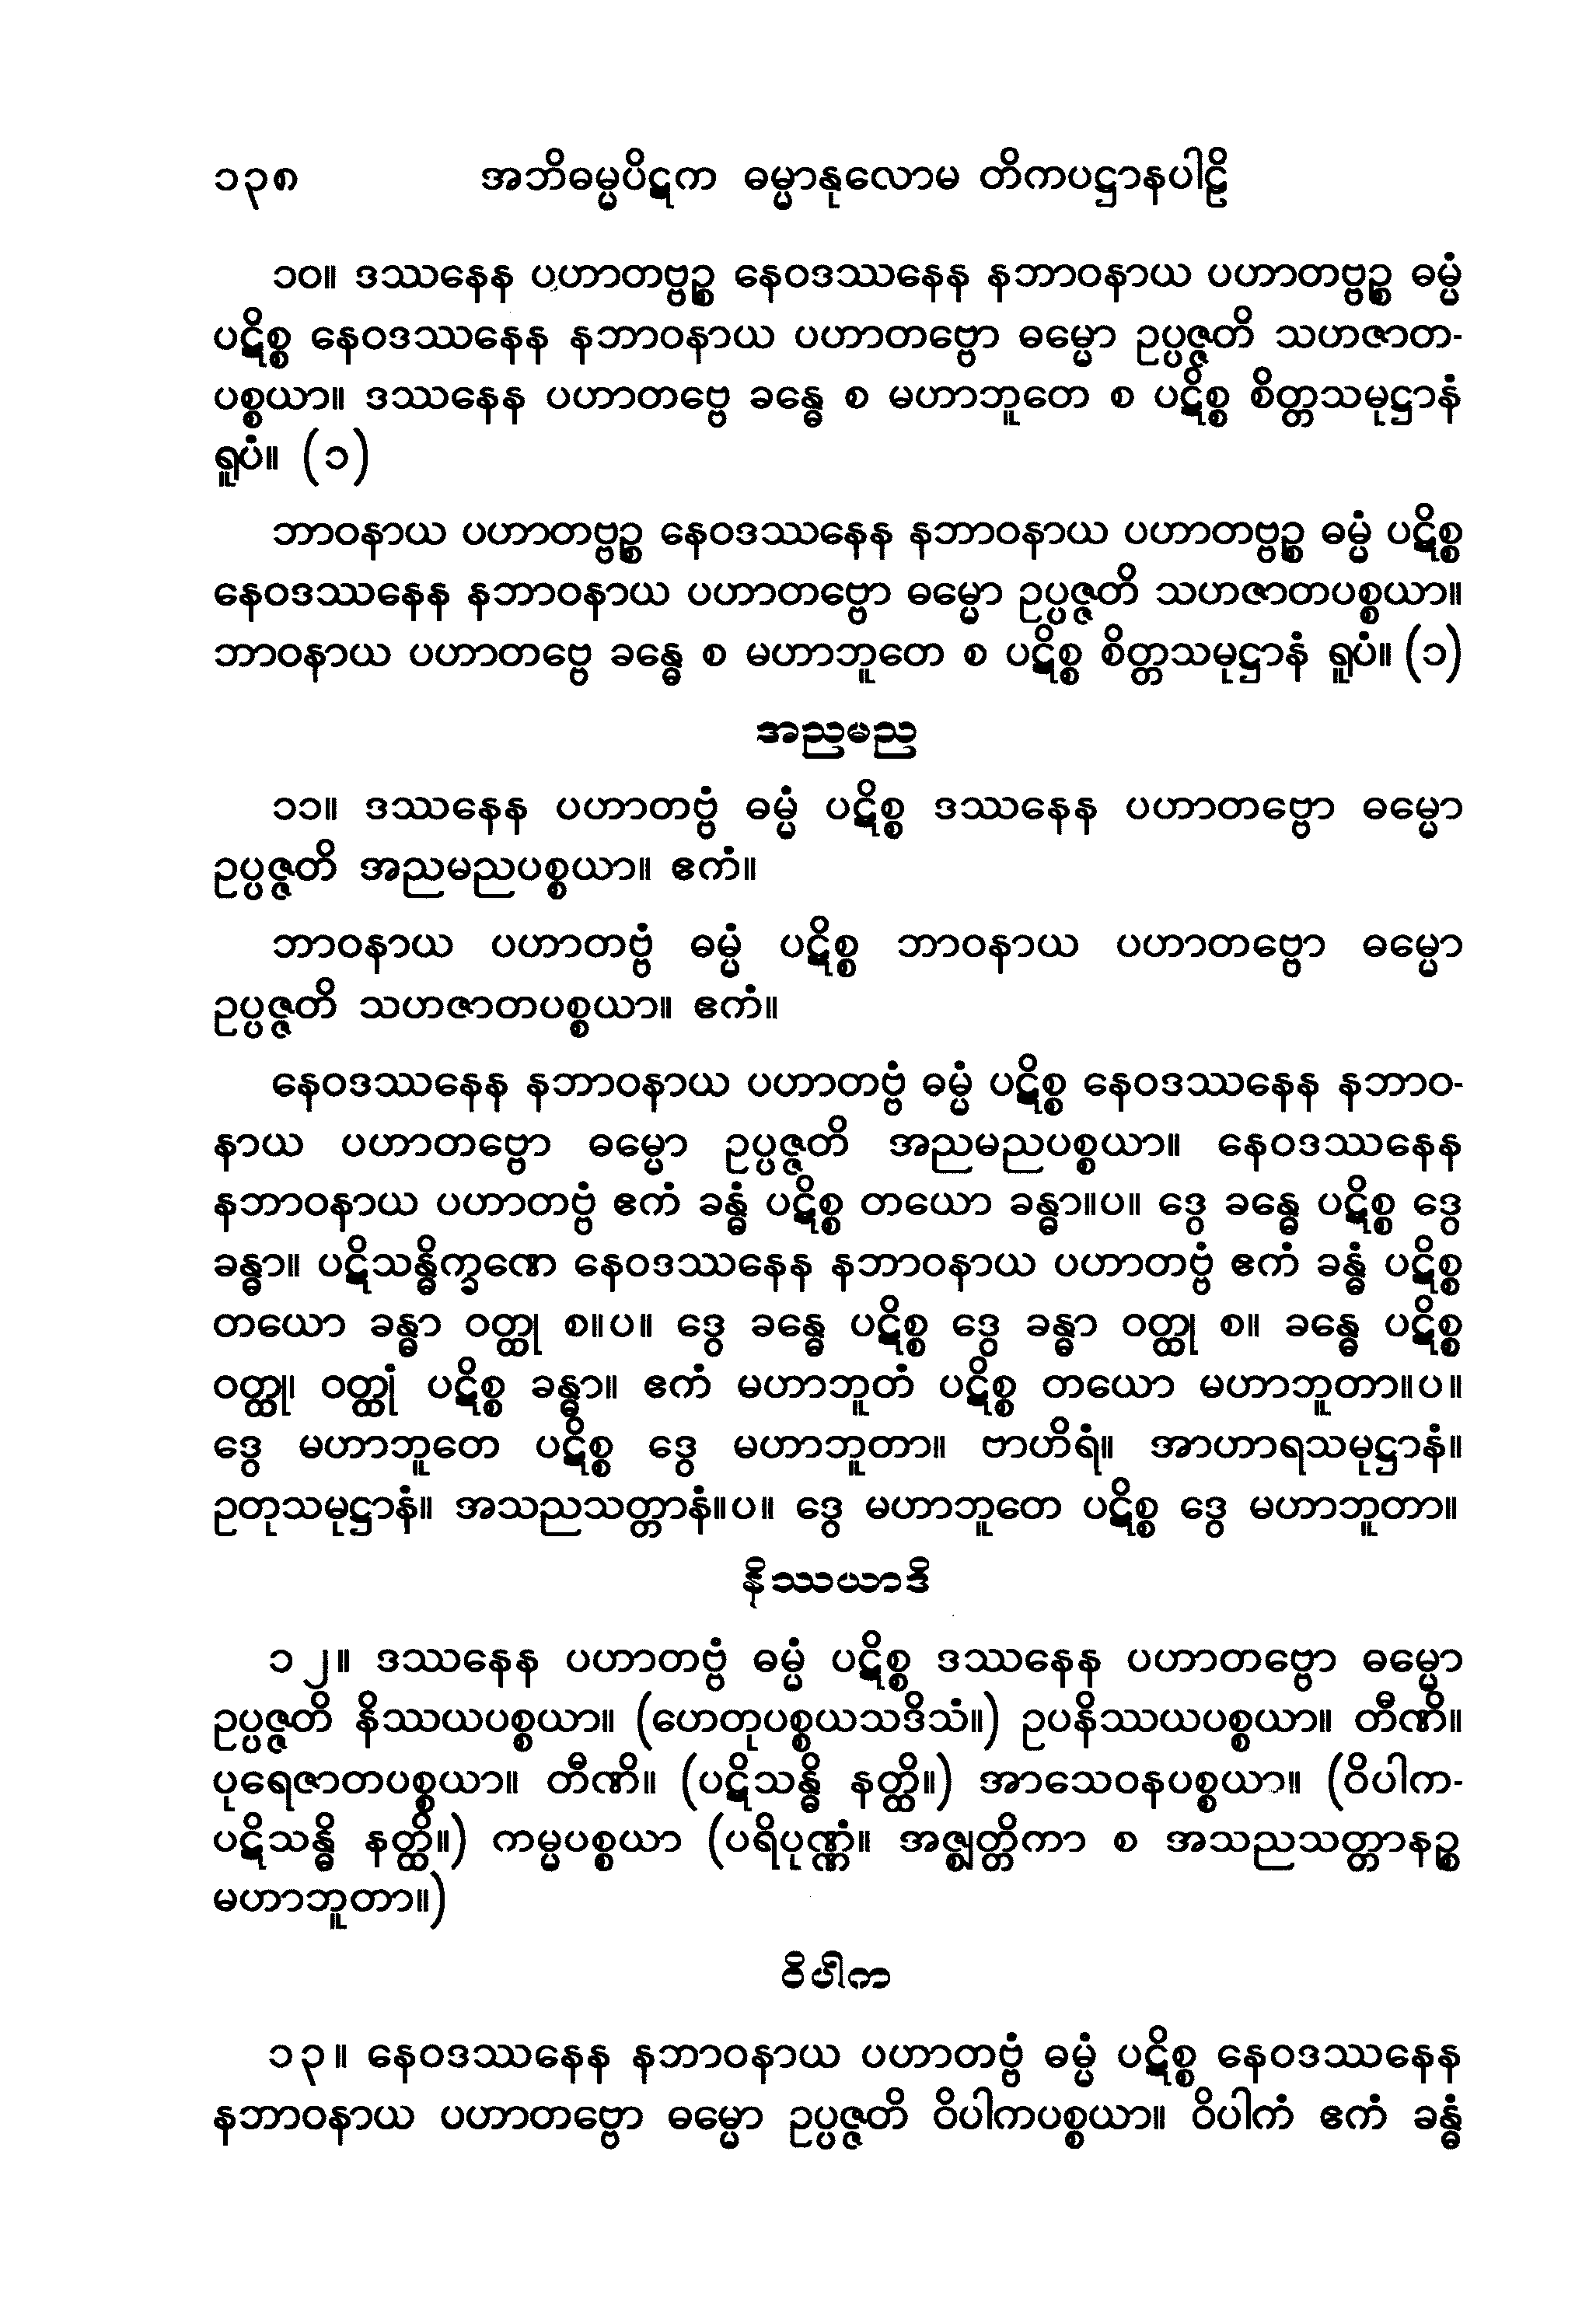 ၁၃၈ အဘိဓမ္မပိဋက ဓမ္မာနုလောမ တိကပဋ္ဌာနပါဠိ
၁၀။ ဒဿနေန ပဟာတဗ္ဗဉ္စ နေဝဒဿနေန နဘာဝနာယ ပဟာတဗ္ဗဉ္စ ဓမ္မံ
ပဋိစ္စ နေဝဒဿနေန နဘာဝနာယ ပဟာတဗ္ဗော ဓမ္မော ဥပ္ပဇ္ဇတိ သဟဇာတ-
ပစ္စယာ။ ဒဿနေန ပဟာတဗ္ဗေ ခန္ဓေ စ မဟာဘူတေ စ ပဋိစ္စ စိတ္တသမုဋ္ဌာနံ
ရူပံ။ (၁)
ဘာဝနာယ ပဟာတဗ္ဗဉ္စ နေဝဒဿနေန နဘာဝနာယ ပဟာတဗ္ဗဉ္စ ဓမ္မံ ပဋိစ္စ
နေဝဒဿနေန နဘာဝနာယ ပဟာတဗ္ဗော ဓမ္မော ဥပ္ပဇ္ဇတိ သဟဇာတပစ္စယာ။
ဘာဝနာယ ပဟာတဗ္ဗေ ခန္ဓေ စ မဟာဘူတေ စ ပဋိစ္စ စိတ္တသမုဋ္ဌာနံ ရူပံ။ (၁)
အညမည
၁၁။ ဒဿနေန ပဟာတဗ္ဗံ ဓမ္မံ ပဋိစ္စ ဒဿနေန ပဟာတဗ္ဗော ဓမ္မော
ဥပ္ပဇ္ဇတိ အညမညပစ္စယာ။ ဧကံ။
ဘာဝနာယ ပဟာတဗ္ဗံ ဓမ္မံ ပဋိစ္စ ဘာဝနာယ ပဟာတဗ္ဗော ဓမ္မော
ဥပ္ပဇ္ဇတိ သဟဇာတပစ္စယာ။ ဧကံ။
နေဝဒဿနေန နဘာဝနာယ ပဟာတဗ္ဗံ ဓမ္မံ ပဋိစ္စ နေဝဒဿနေန နဘာဝ-
နာယ ပဟာတဗ္ဗော ဓမ္မော ဥပ္ပဇ္ဇတိ အညမညပစ္စယာ။ နေဝဒဿနေန
နဘာဝနာယ ပဟာတဗ္ဗံ ဧကံ ခန္ဓံ ပဋိစ္စ တယော ခန္ဓာ။ပ။ ဒွေ ခန္ဓေ ပဋိစ္စ ဒွေ
ခန္ဓာ။ ပဋိသန္ဓိက္ခဏေ နေဝဒဿနေန နဘာဝနာယ ပဟာတဗ္ဗံ ဧကံ ခန္ဓံ ပဋိစ္စ
တယော ခန္ဓာ ဝတ္ထု စ။ပ။ ဒွေ ခန္ဓေ ပဋိစ္စ ဒွေ ခန္ဓာ ဝတ္ထု စ။ ခန္ဓေ ပဋိစ္စ
ဝတ္ထု၊ ဝတ္ထုံ ပဋိစ္စ ခန္ဓာ။ ဧကံ မဟာဘူတံ ပဋိစ္စ တယော မဟာဘူတာ။ပ။
ဒွေ မဟာဘူတေ ပဋိစ္စ ဒွေ မဟာဘူတာ။ ဗာဟိရံ။ အာဟာရသမုဋ္ဌာနံ။
ဥတုသမုဋ္ဌာနံ။ အသညသတ္တာနံ။ပ။ ဒွေ မဟာဘူတေ ပဋိစ္စ ဒွေ မဟာဘူတာ။
နိဿယာဒိ
၁၂။ ဒဿနေန ပဟာတဗ္ဗံ ဓမ္မံ ပဋိစ္စ ဒဿနေန ပဟာတဗ္ဗော ဓမ္မော
ဥပ္ပဇ္ဇတိ နိဿယပစ္စယာ။ (ဟေတုပစ္စယသဒိသံ။) ဥပနိဿယပစ္စယာ။ တီဏိ။
ပုရေဇာတပစ္စယာ။ တီဏိ။ (ပဋိသန္ဓိ နတ္ထိ။) အာသေဝနပစ္စယာ။ (ဝိပါက-
ပဋိသန္ဓိ နတ္ထိ။) ကမ္မပစ္စယာ (ပရိပုဏ္ဏံ။ အဇ္ဈတ္တိကာ စ အသညသတ္တာနဉ္စ
မဟာဘူတာ။)
ဝိပါက
၁၃။ နေဝဒဿနေန နဘာဝနာယ ပဟာတဗ္ဗံ ဓမ္မံ ပဋိစ္စ နေဝဒဿနေန
နဘာဝနာယ ပဟာတဗ္ဗော ဓမ္မော ဥပ္ပဇ္ဇတိ ဝိပါကပစ္စယာ။ ဝိပါကံ ဧကံ ခန္ဓံ